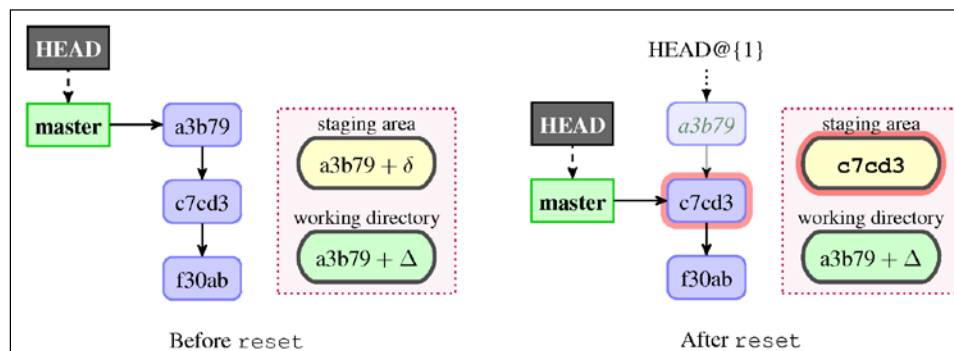 HEAD
master
a3b79
c7cd3
f30ab
staging area
a3b79 + δ
working directory
a3b79 + Δ
Before reset
HEAD@{1}
HEAD
master
a3b79
c7cd3
f30ab
staging area
c7cd3
working directory
a3b79 + Δ
After reset